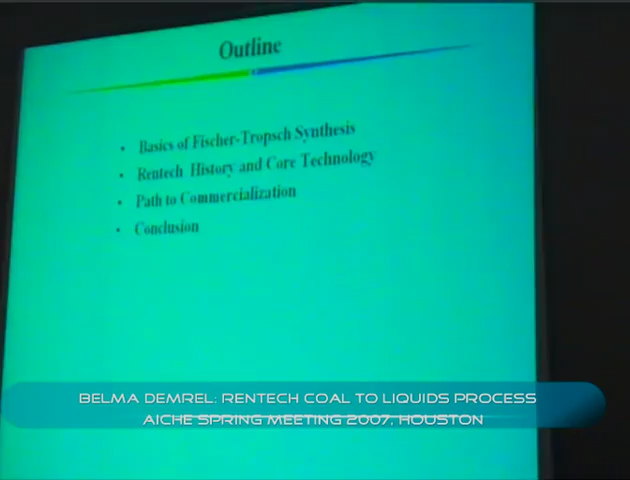 Outline
• Basics of Fischer-Tropsch Synthesis
• Rentech History and Core Technology
• Path to Commercialization
• Conclusion
BELMA DEMREL: RENTECH COAL TO LIQUIDS PROCESS
AICHE SPRING MEETING 2007, HOUSTON